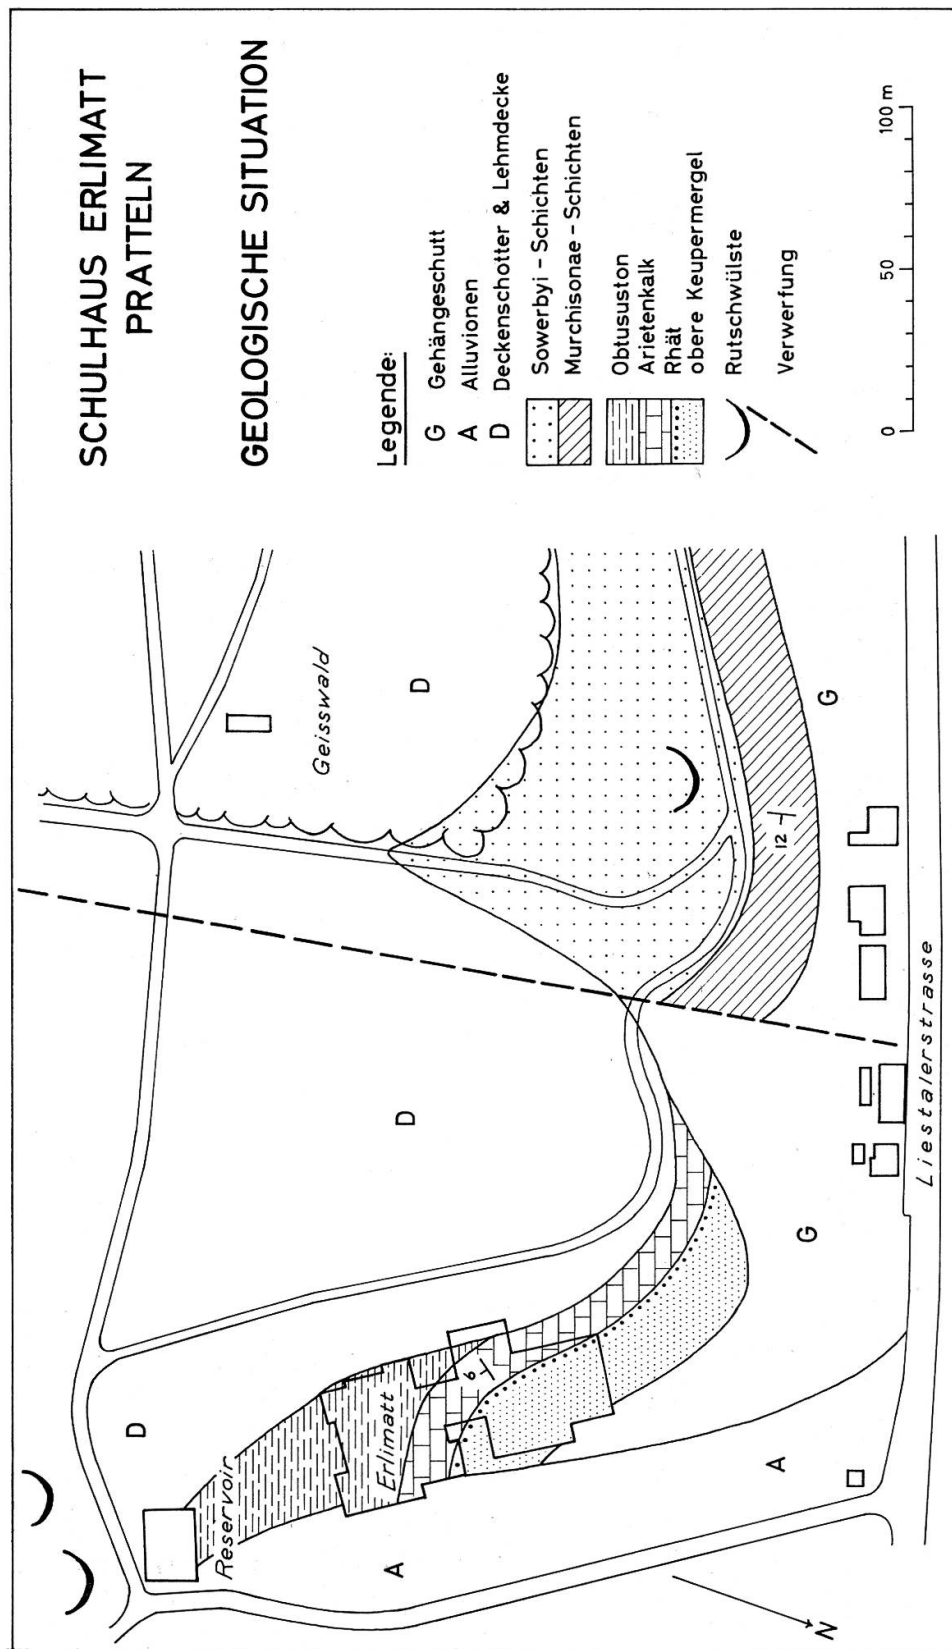 SCHULHAUS ERLIMATT
PRATTELN
GEOLOGISCHE SITUATION
Legende:
G Gehängeschutt
A Alluvionen
D Deckenschotter & Lehmdecke
Sowerbyi-Schichten
Murchisonae-Schichten
Obtususton
Arietenkalk
Rhät
obere Keupermergel
Rutschwülste
Verwerfung
0 50 100 m
Geisswald
D
G
12
D
Liestalerstrasse
G
D
Reservoir
Erlimatt
6
A
A
N